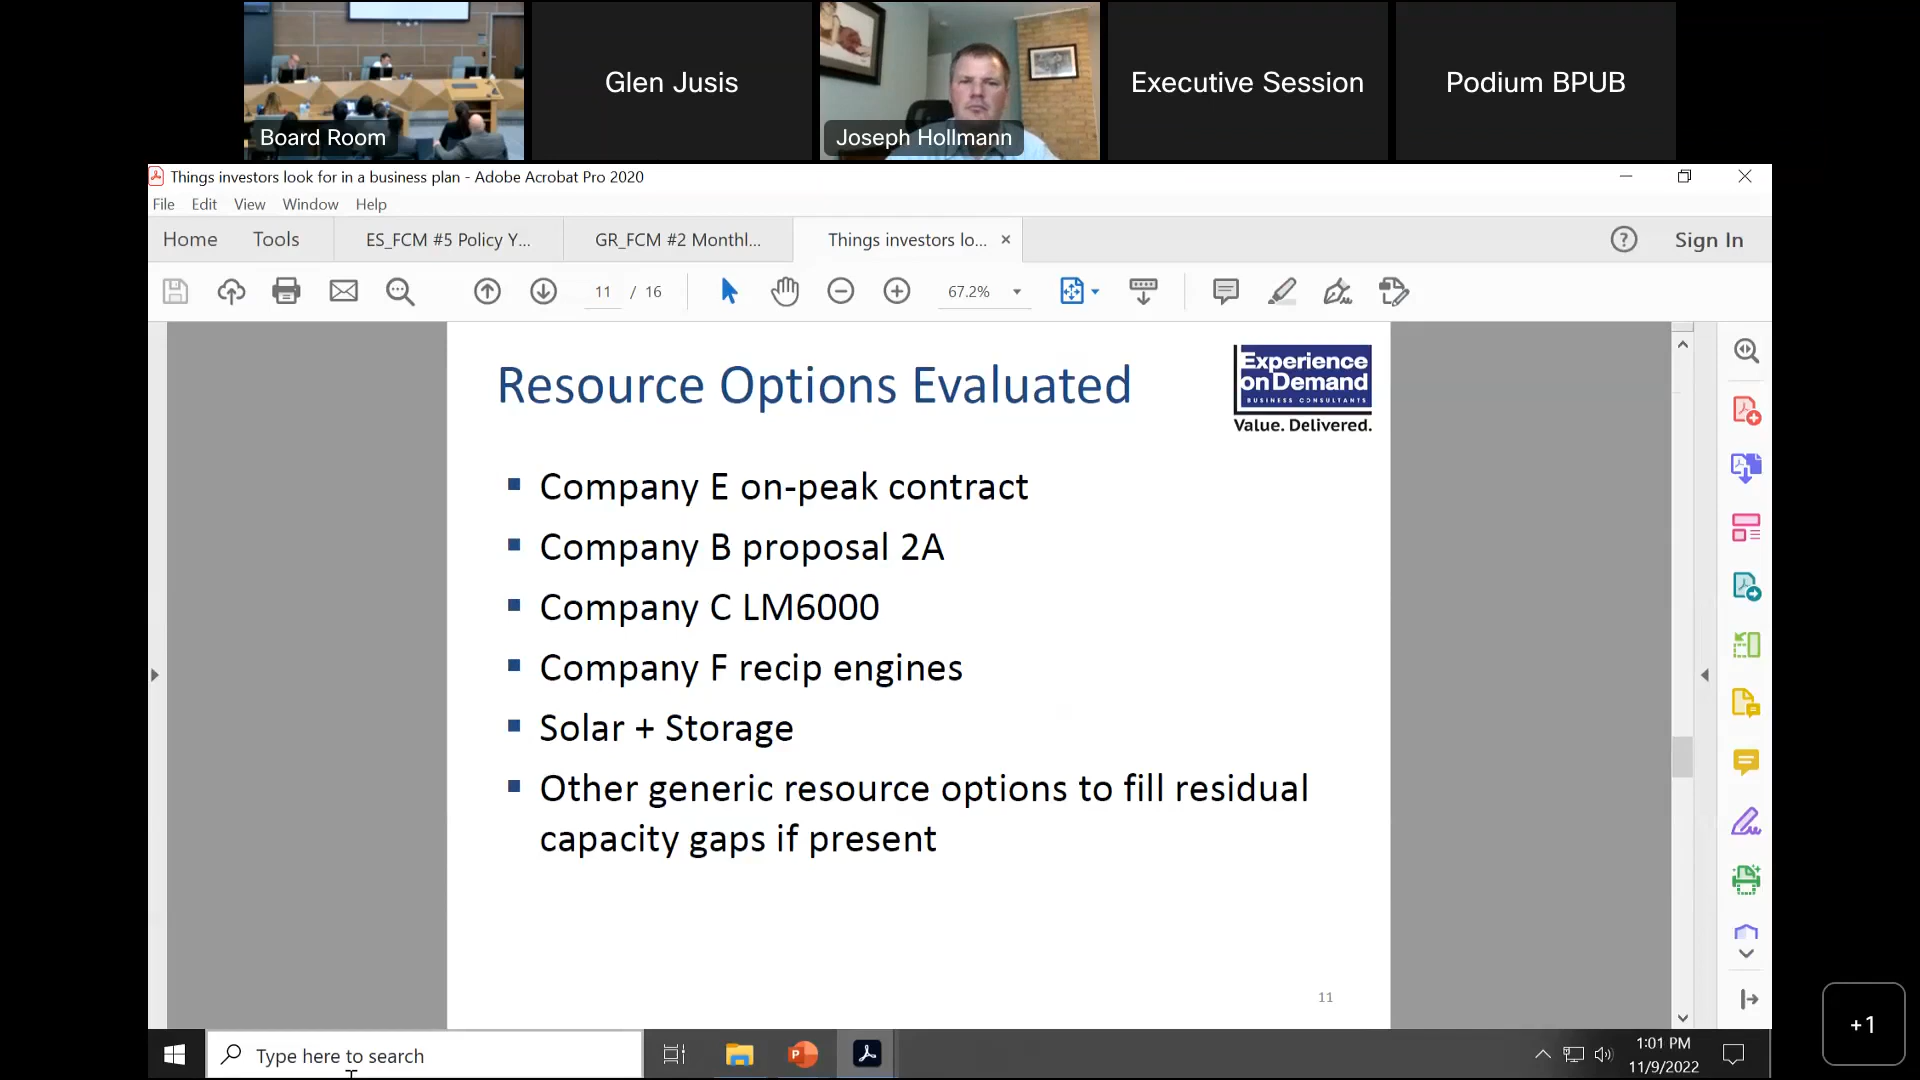 Board Room
Glen Jusis
Joseph Hollmann
Executive Session
Podium BPUB
Things investors look for in a business plan - Adobe Acrobat Pro 2020
File Edit View Window Help
Home Tools ES_FCM #5 Policy Y... GR_FCM #2 Monthl... Things investors lo... Sign In
11 / 16 67.2%
Resource Options Evaluated
Experience
on Demand
BUSINESS CONSULTANTS
Value. Delivered.
Company E on-peak contract
Company B proposal 2A
Company C LM6000
Company F recip engines
Solar + Storage
Other generic resource options to fill residual
capacity gaps if present
11
+1
Type here to search
1:01 PM
11/9/2022